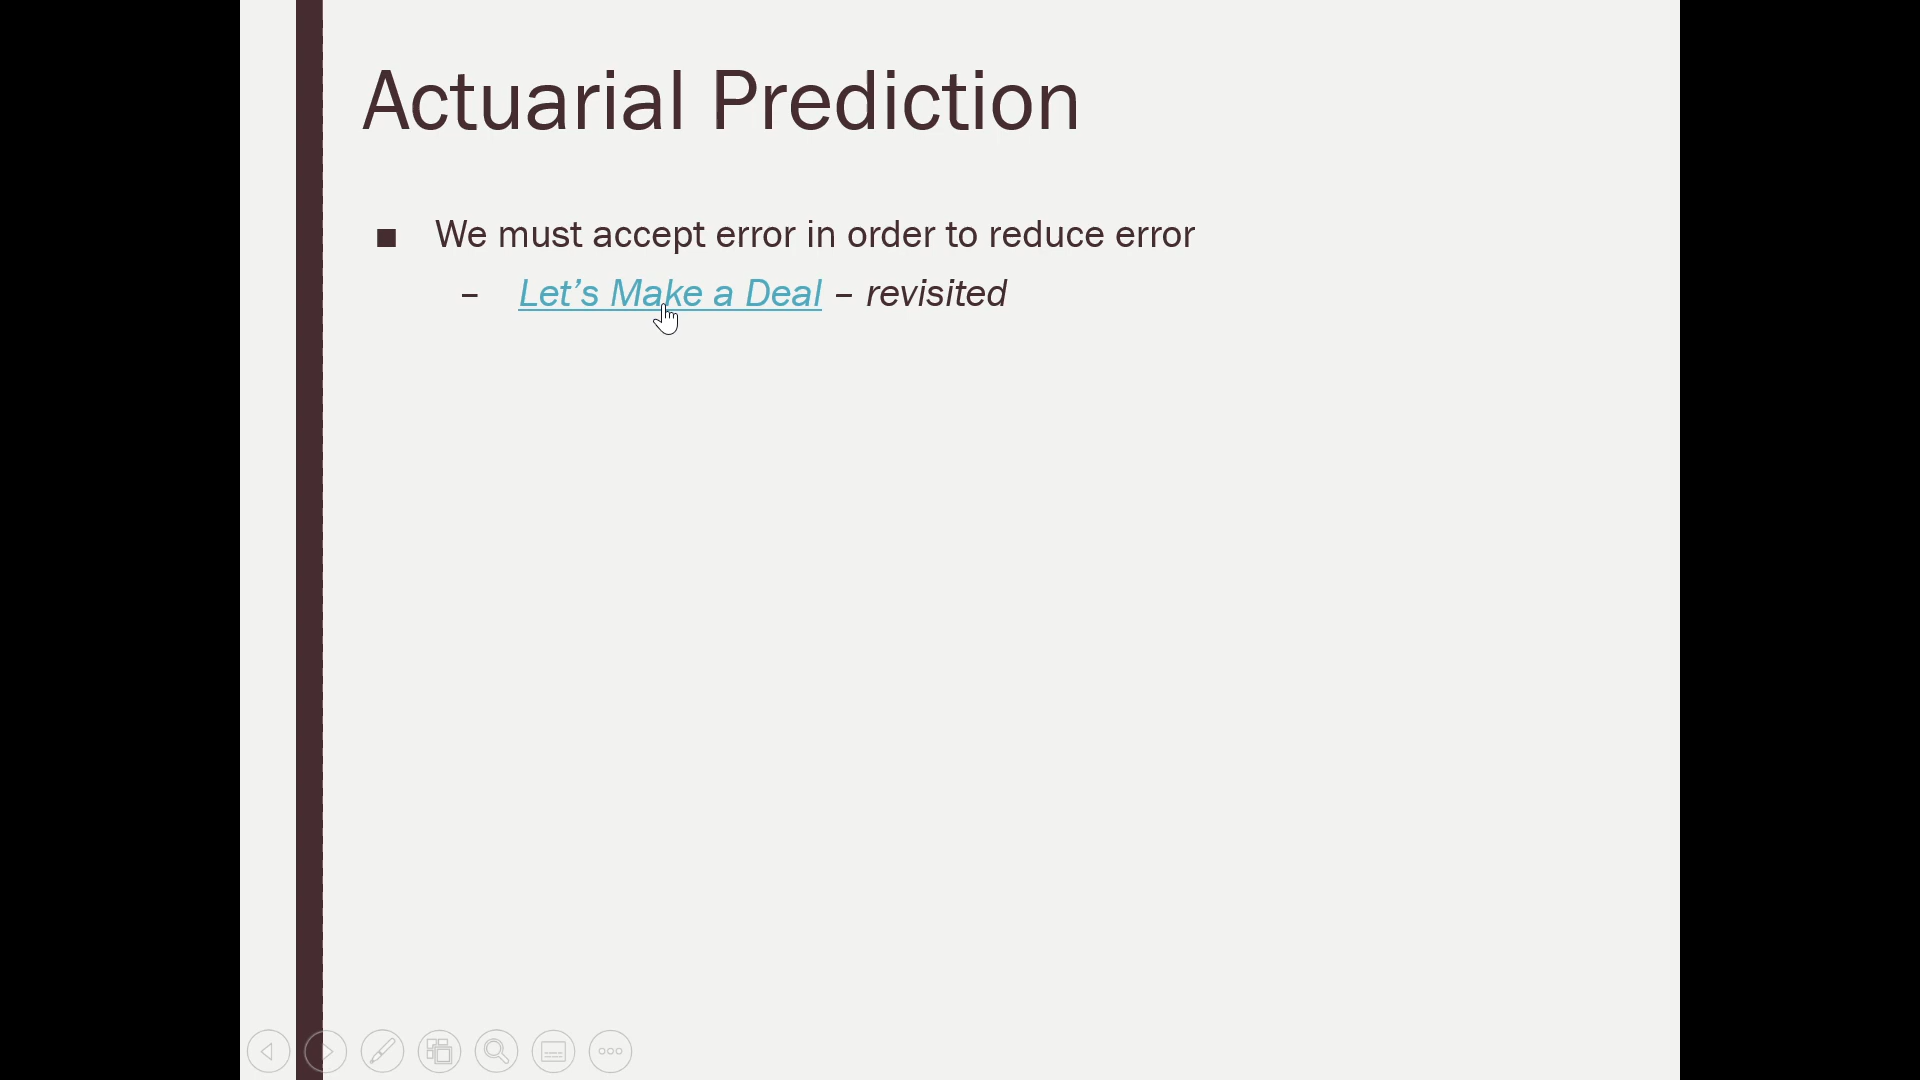 Actuarial Prediction
■ We must accept error in order to reduce error
– Let’s Make a Deal – revisited